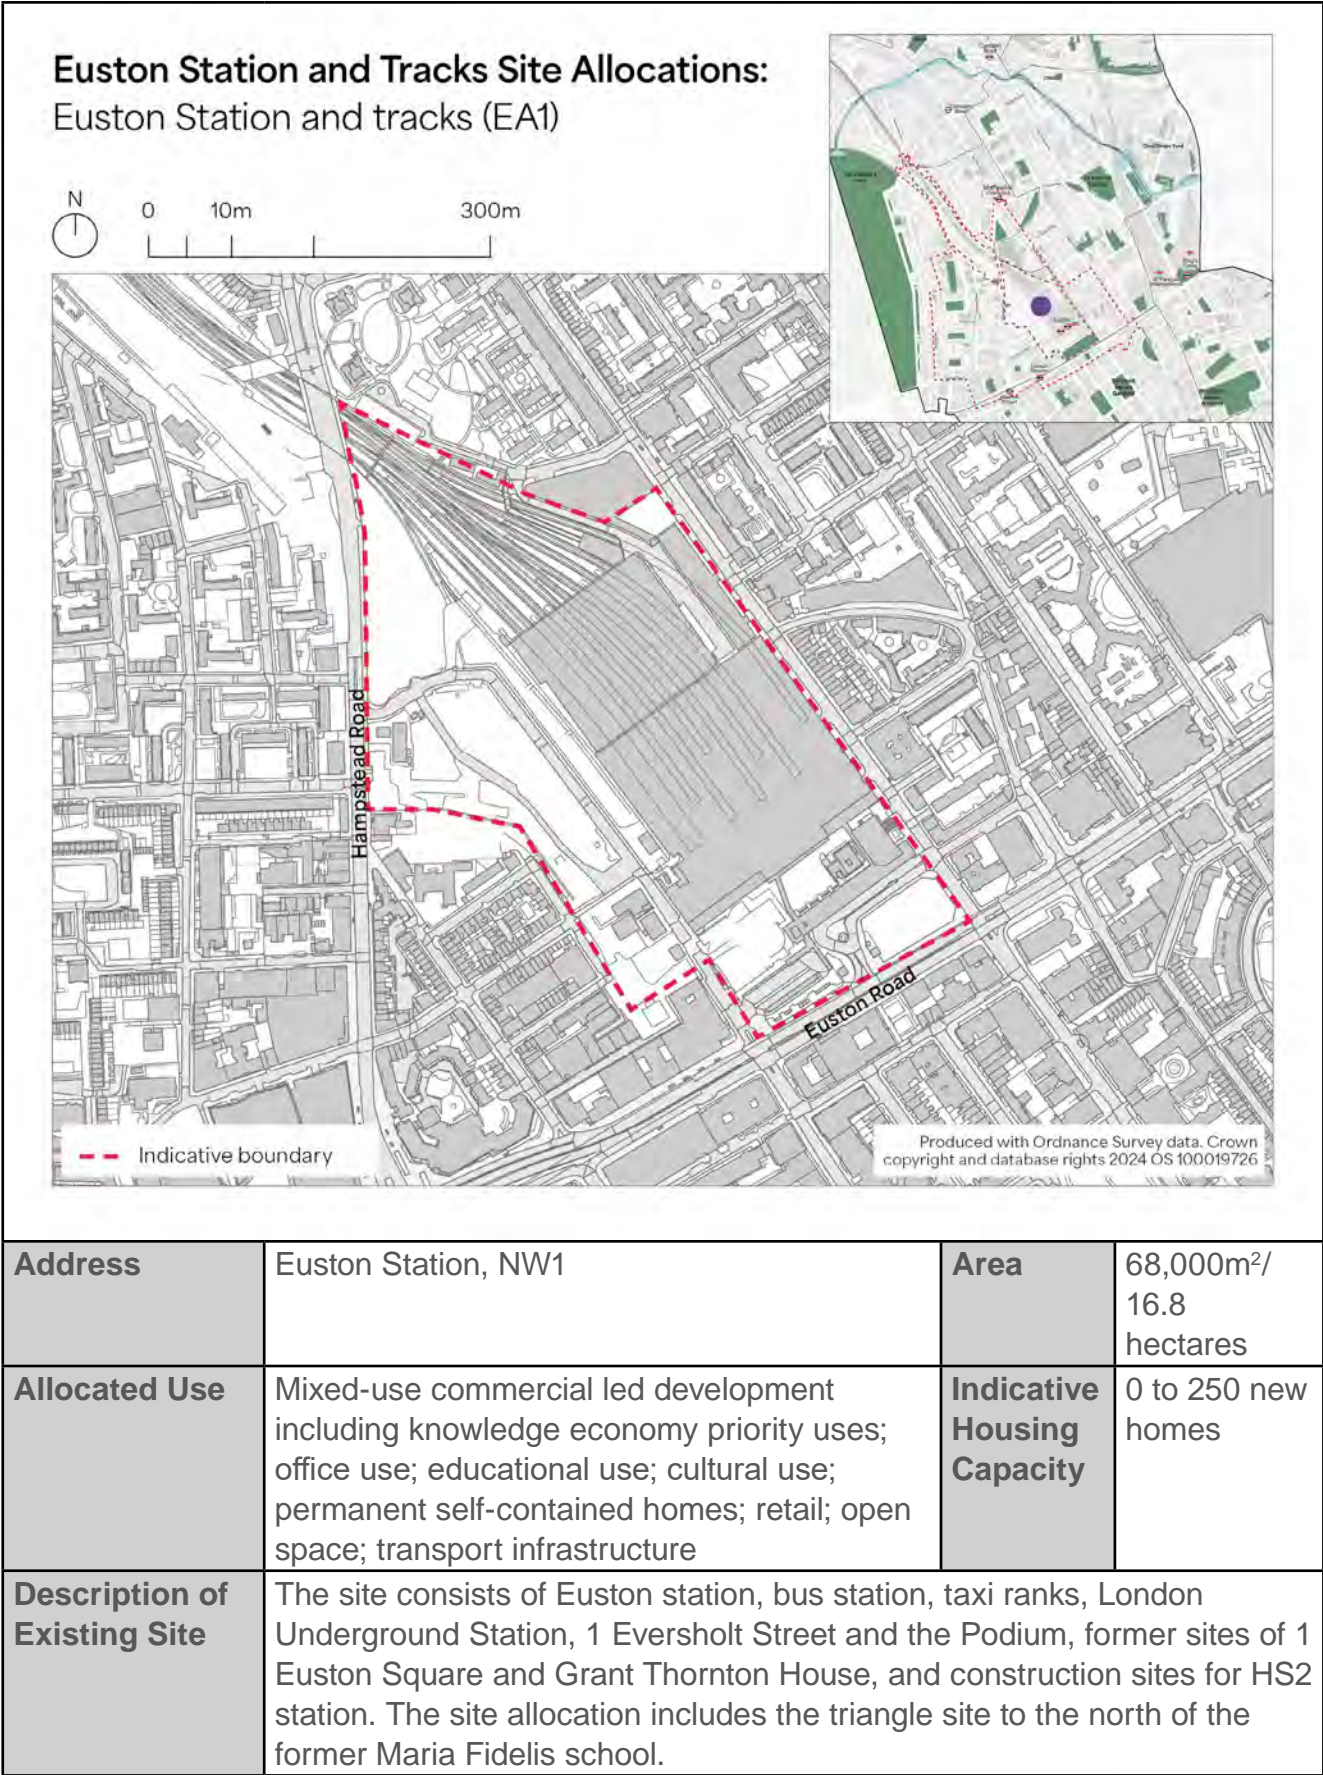 Euston Station and Tracks Site Allocations:
Euston Station and tracks (EA1)
N
0 10m 300m
Hampstead Road
Euston Road
Indicative boundary
Produced with Ordnance Survey data. Crown
copyright and database rights 2024 OS 100019726
Address
Euston Station, NW1
Area
68,000m²/
16.8
hectares
Allocated Use
Mixed-use commercial led development
including knowledge economy priority uses;
office use; educational use; cultural use;
permanent self-contained homes; retail; open
space; transport infrastructure
Indicative
Housing
Capacity
0 to 250 new
homes
Description of
Existing Site
The site consists of Euston station, bus station, taxi ranks, London
Underground Station, 1 Eversholt Street and the Podium, former sites of 1
Euston Square and Grant Thornton House, and construction sites for HS2
station. The site allocation includes the triangle site to the north of the
former Maria Fidelis school.